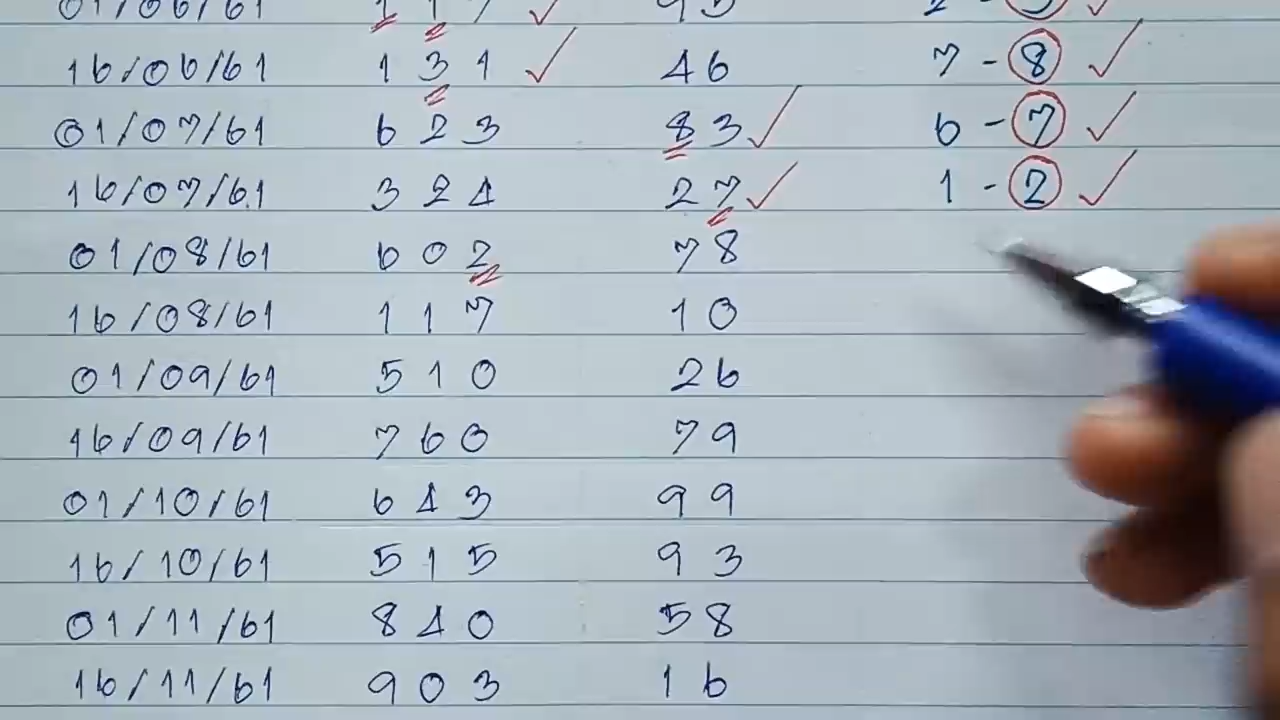 16/06/61 1 3 1 ✓ 46 7 - 8 ✓
01/07/61 6 2 3 83 ✓ 6 - 7 ✓
16/07/61 3 2 4 27 ✓ 1 - 2 ✓
01/08/61 6 0 2 78
16/08/61 1 1 7 10
01/09/61 5 1 0 26
16/09/61 7 6 0 79
01/10/61 6 4 3 99
16/10/61 5 1 5 93
01/11/61 8 4 0 58
16/11/61 9 0 3 16